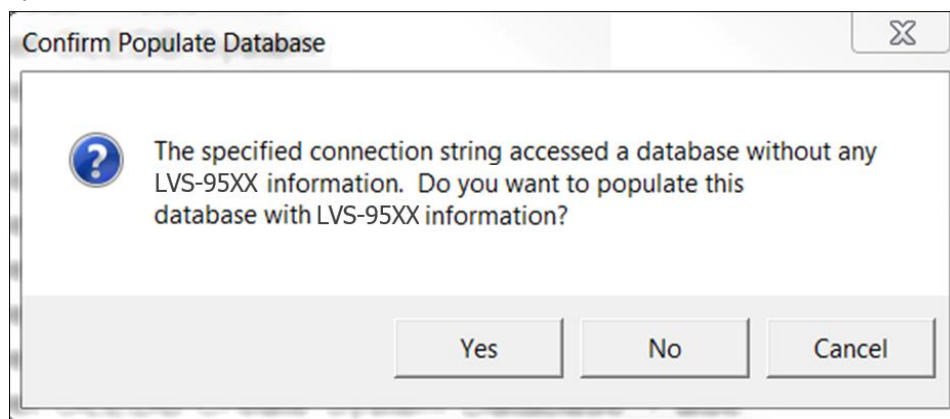 Confirm Populate Database
The specified connection string accessed a database without any
LVS-95XX information. Do you want to populate this
database with LVS-95XX information?
Yes No Cancel